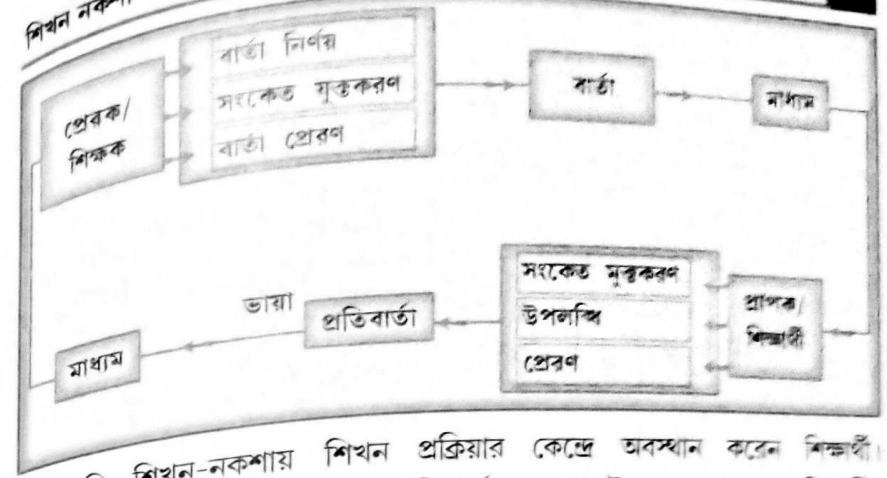 শিখন
বার্তা নির্ণয়
সংকেত যুক্তকরণ
বার্তা প্রেরণ
প্রেরক/
শিক্ষক
বার্তা
মাধ্যম
সংকেত মুক্তকরণ
উপলব্ধি
প্রেরণ
প্রাপক/
শিক্ষার্থী
ভায়া
প্রতিবার্তা
মাধ্যম
শিখন-নকশায় শিখন প্রক্রিয়ার কেন্দ্রে অবস্থান করেন শিক্ষার্থী।